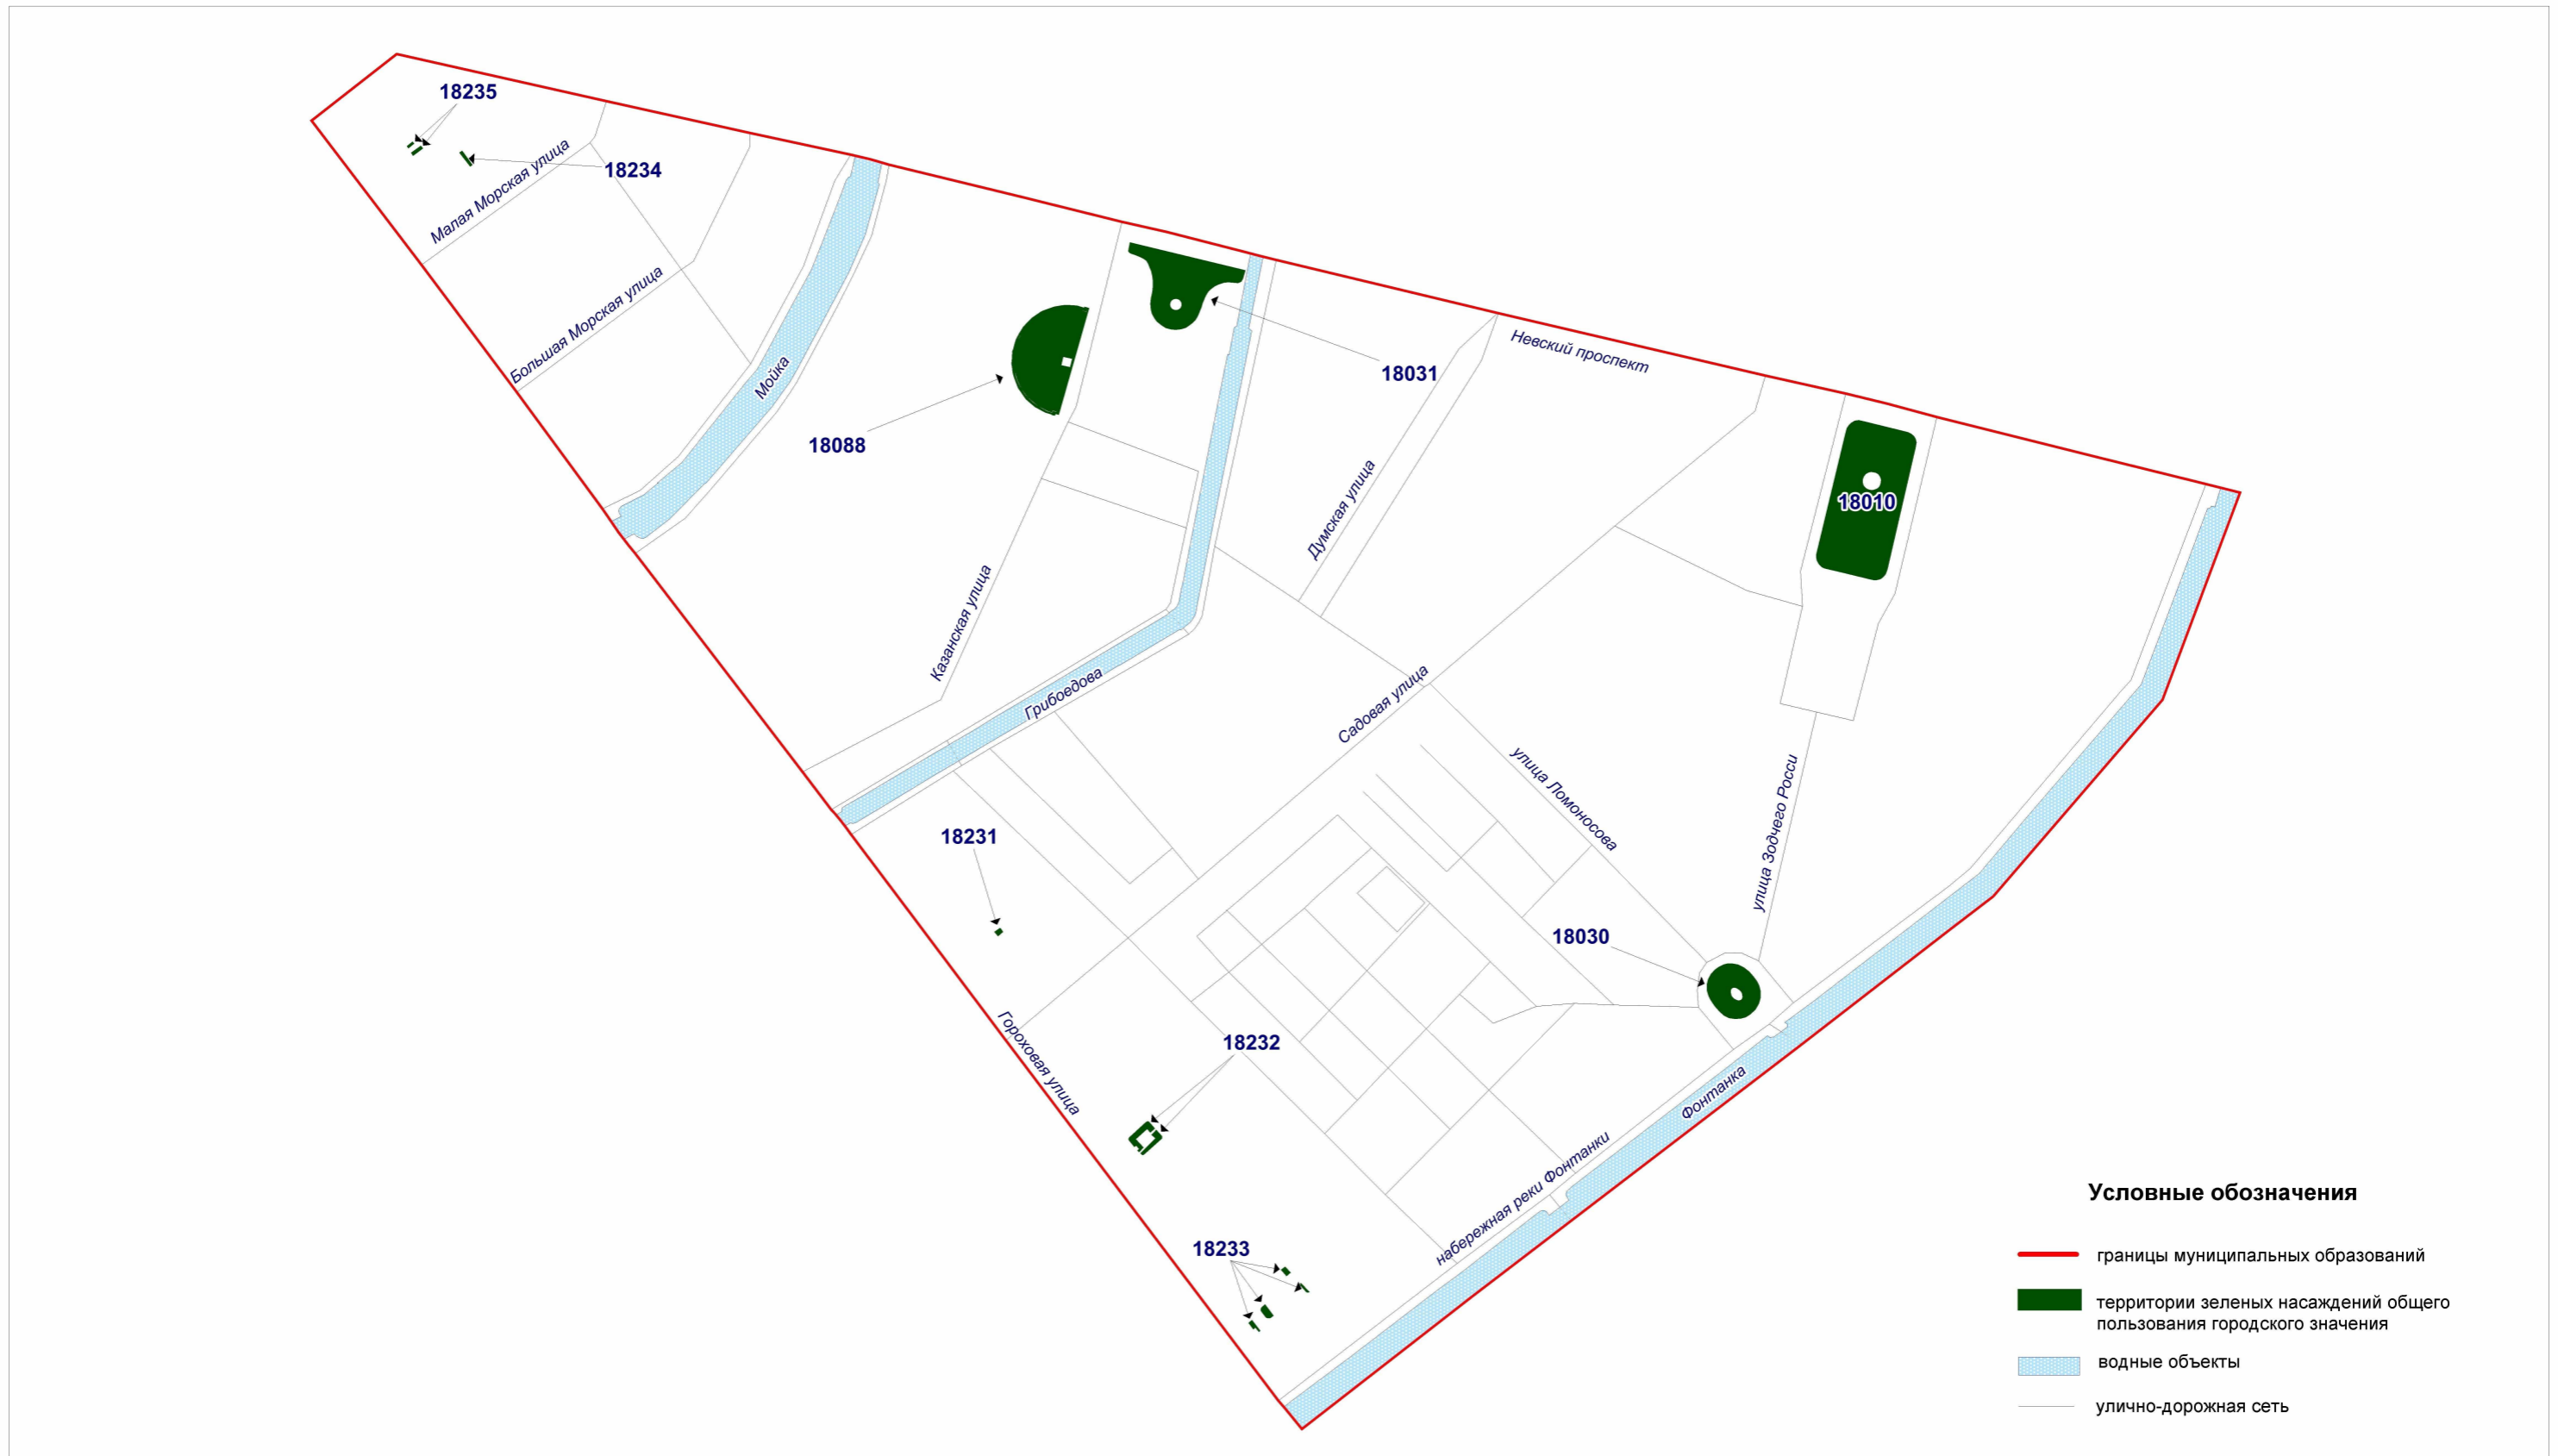 18235
18234
Малая Морская улица
Большая Морская улица
Мойка
18031
Невский проспект
18088
18010
Думская улица
Казанская улица
Грибоедова
Садовая улица
улица Ломоносова
улица Зодчего Росси
18231
18030
Гороховая улица
18232
Фонтанка
набережная реки Фонтанки
18233
Условные обозначения
границы муниципальных образований
территории зеленых насаждений общего
пользования городского значения
водные объекты
улично-дорожная сеть